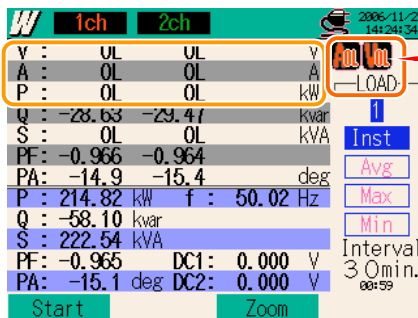 1ch 2ch 2006/11/2
14:24:34
V : OL OL V AOL VOL
A : OL OL A
P : OL OL kW LOAD
Q : -28.63 -29.47 kvar 1
S : OL OL kVA Inst
PF: -0.966 -0.964 Avg
PA: -14.9 -15.4 deg
P : 214.82 kW f : 50.02 Hz Max
Q : -58.10 kvar Min
S : 222.54 kVA Interval
PF: -0.965 DC1: 0.000 V 30min.
PA: -15.1 deg DC2: 0.000 V 00:59
Start Zoom